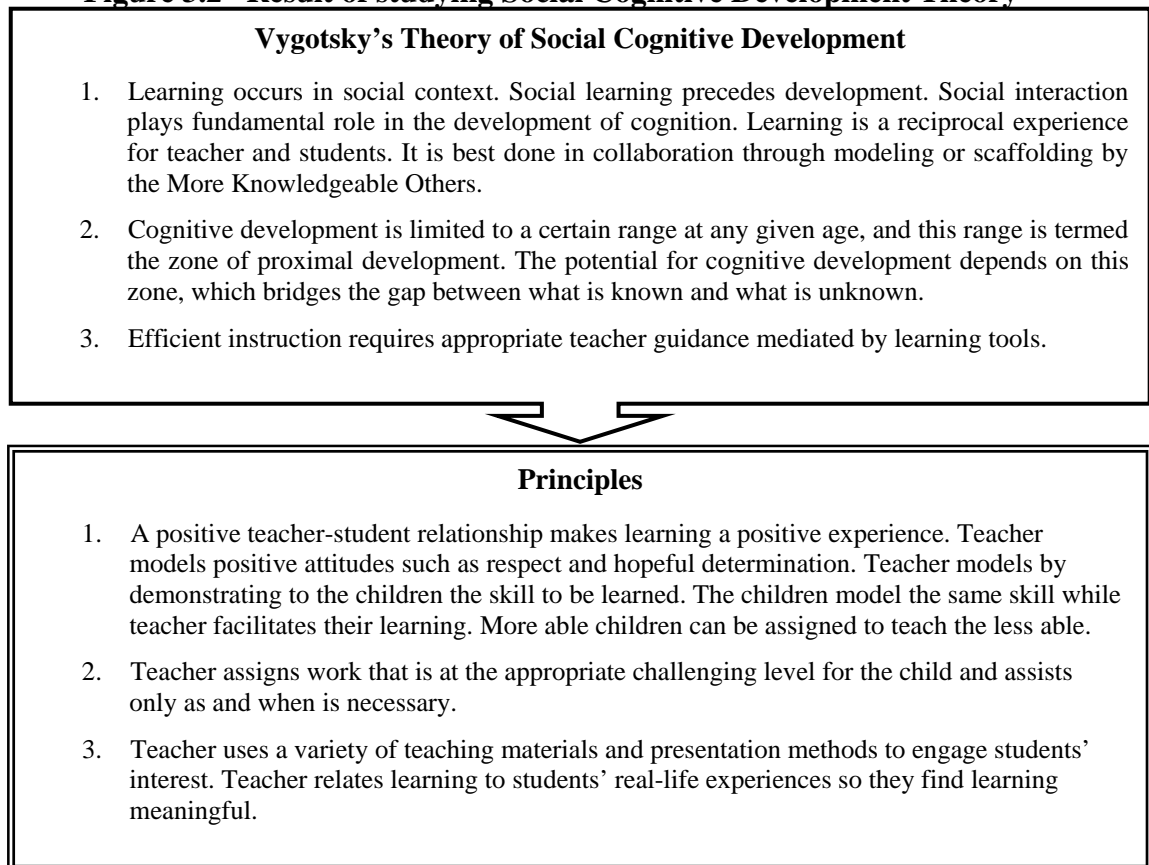 Figure 3.2 Result of studying Social Cognitive Development Theory
Vygotsky’s Theory of Social Cognitive Development
1. Learning occurs in social context. Social learning precedes development. Social interaction
plays fundamental role in the development of cognition. Learning is a reciprocal experience
for teacher and students. It is best done in collaboration through modeling or scaffolding by
the More Knowledgeable Others.
2. Cognitive development is limited to a certain range at any given age, and this range is termed
the zone of proximal development. The potential for cognitive development depends on this
zone, which bridges the gap between what is known and what is unknown.
3. Efficient instruction requires appropriate teacher guidance mediated by learning tools.
Principles
1. A positive teacher-student relationship makes learning a positive experience. Teacher
models positive attitudes such as respect and hopeful determination. Teacher models by
demonstrating to the children the skill to be learned. The children model the same skill while
teacher facilitates their learning. More able children can be assigned to teach the less able.
2. Teacher assigns work that is at the appropriate challenging level for the child and assists
only as and when is necessary.
3. Teacher uses a variety of teaching materials and presentation methods to engage students’
interest. Teacher relates learning to students’ real-life experiences so they find learning
meaningful.